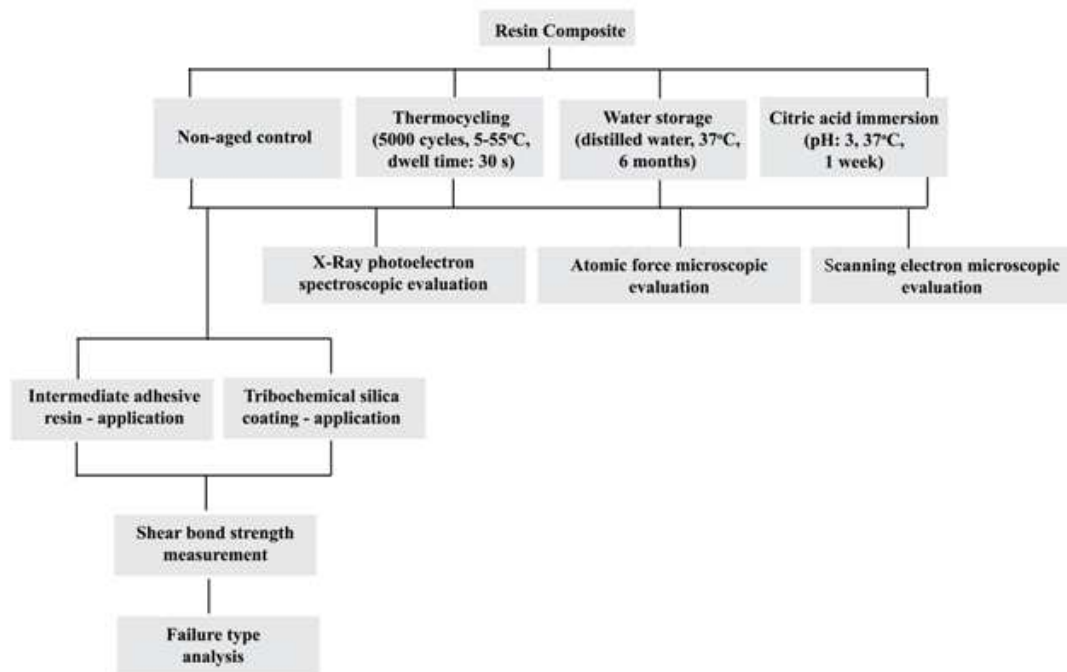 Resin Composite
Non-aged control
Thermocycling
(5000 cycles, 5-55°C,
dwell time: 30 s)
Water storage
(distilled water, 37°C,
6 months)
Citric acid immersion
(pH: 3, 37°C,
1 week)
X-Ray photoelectron
spectroscopic evaluation
Atomic force microscopic
evaluation
Scanning electron microscopic
evaluation
Intermediate adhesive
resin - application
Tribochemical silica
coating - application
Shear bond strength
measurement
Failure type
analysis